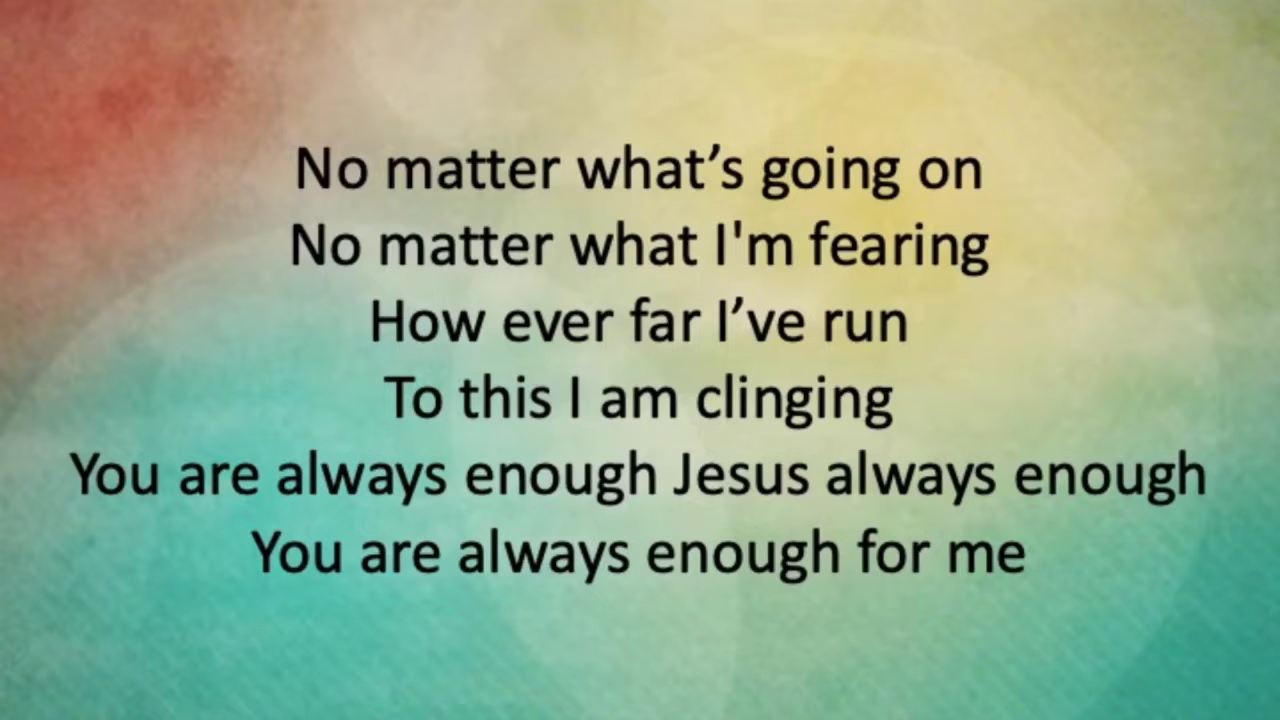 No matter what’s going on
No matter what I'm fearing
How ever far I’ve run
To this I am clinging
You are always enough Jesus always enough
You are always enough for me